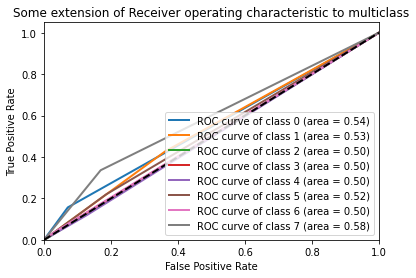 Some extension of Receiver operating characteristic to multiclass
1.0
0.8
0.6
0.4
0.2
0.0
True Positive Rate
ROC curve of class 0 (area = 0.54)
ROC curve of class 1 (area = 0.53)
ROC curve of class 2 (area = 0.50)
ROC curve of class 3 (area = 0.50)
ROC curve of class 4 (area = 0.50)
ROC curve of class 5 (area = 0.52)
ROC curve of class 6 (area = 0.50)
ROC curve of class 7 (area = 0.58)
0.0 0.2 0.4 0.6 0.8 1.0
False Positive Rate